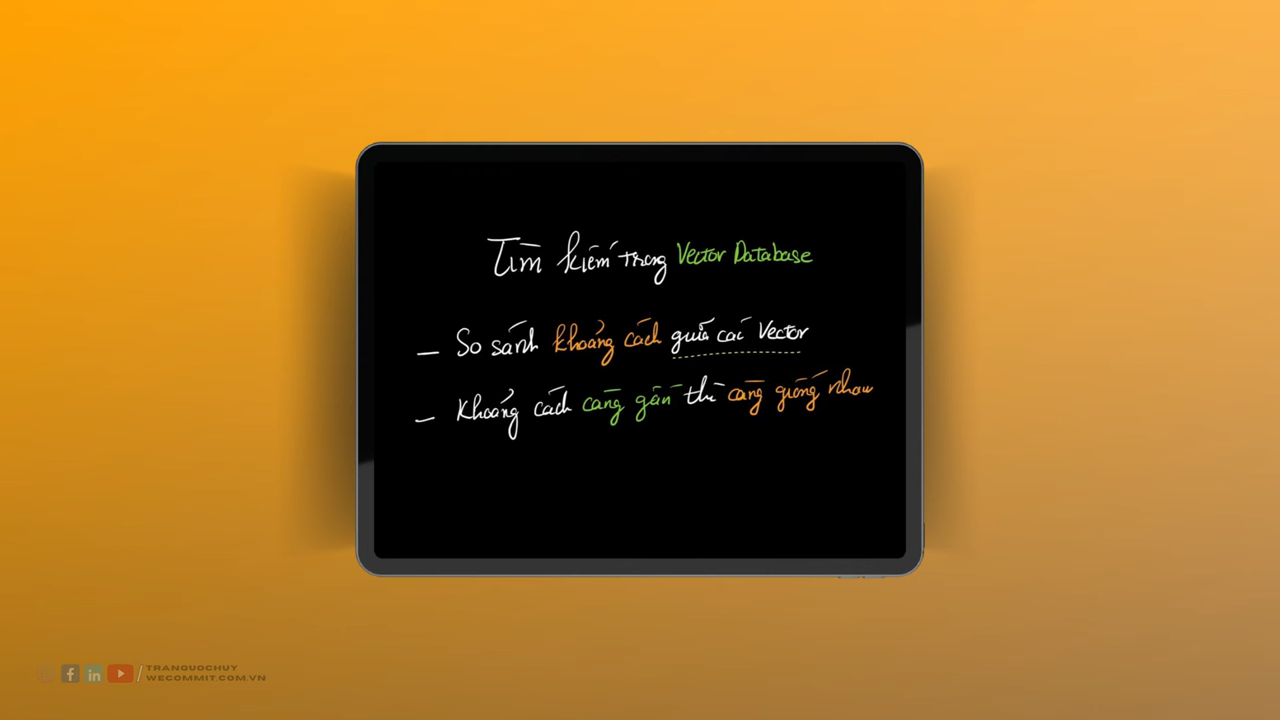 Tìm kiếm trong Vector Database
- So sánh khoảng cách giữa các Vector
- Khoảng cách càng gần thì càng giống nhau
TRANQUOCHUY
WECOMMIT.COM.VN